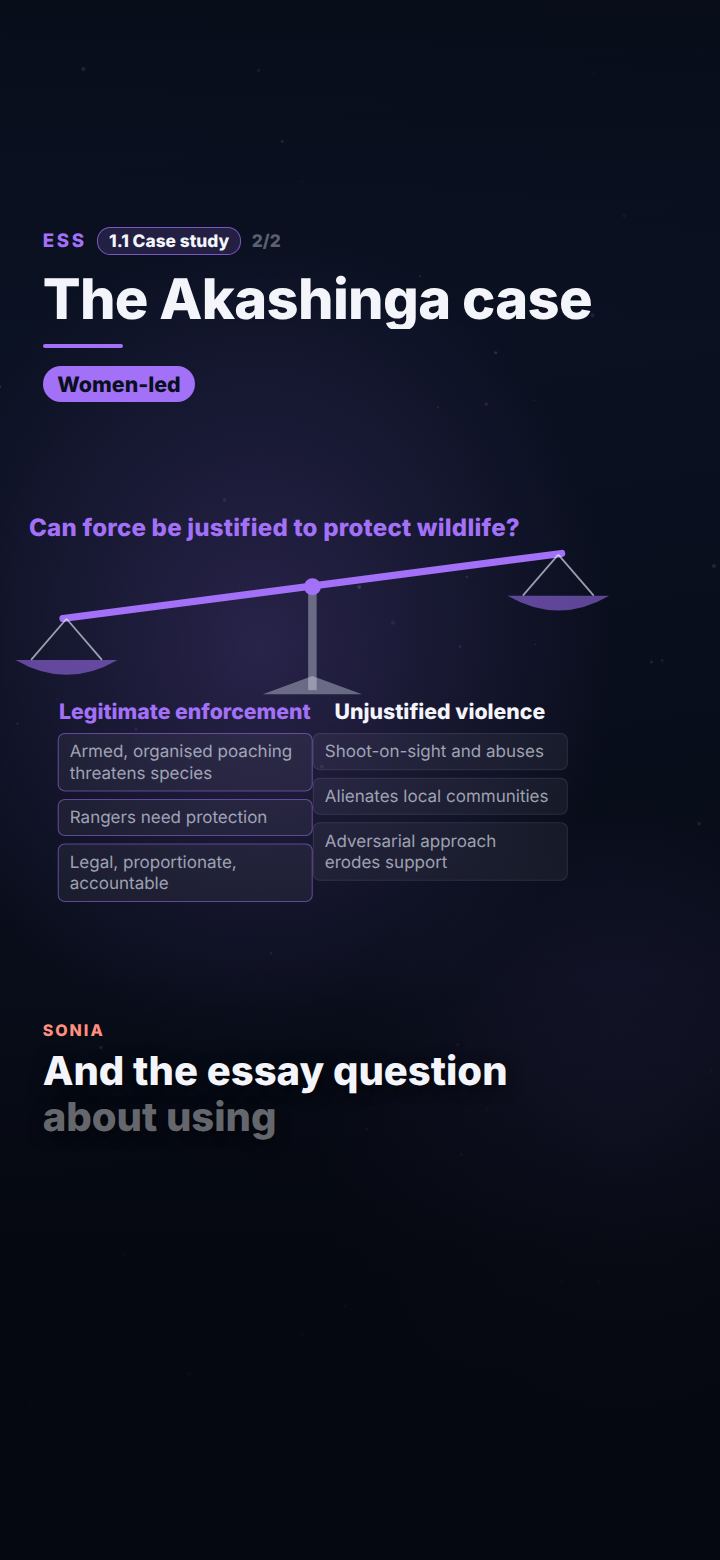 ESS 1.1 Case study 2/2
The Akashinga case
Women-led
Can force be justified to protect wildlife?
Legitimate enforcement
Armed, organised poaching
threatens species
Rangers need protection
Legal, proportionate,
accountable
Unjustified violence
Shoot-on-sight and abuses
Alienates local communities
Adversarial approach
erodes support
SONIA
And the essay question
about using